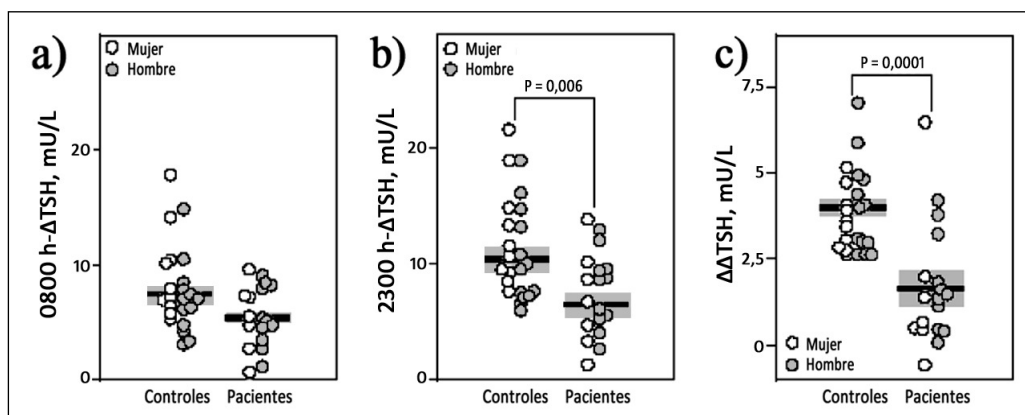 a)
Mujer
Hombre
0800 h-ΔTSH, mU/L
20
10
0
Controles Pacientes
b)
Mujer
Hombre
P = 0,006
2300 h-ΔTSH, mU/L
20
10
0
Controles Pacientes
c)
P = 0,0001
ΔΔTSH, mU/L
7,5
5
2,5
0
Mujer
Hombre
Controles Pacientes